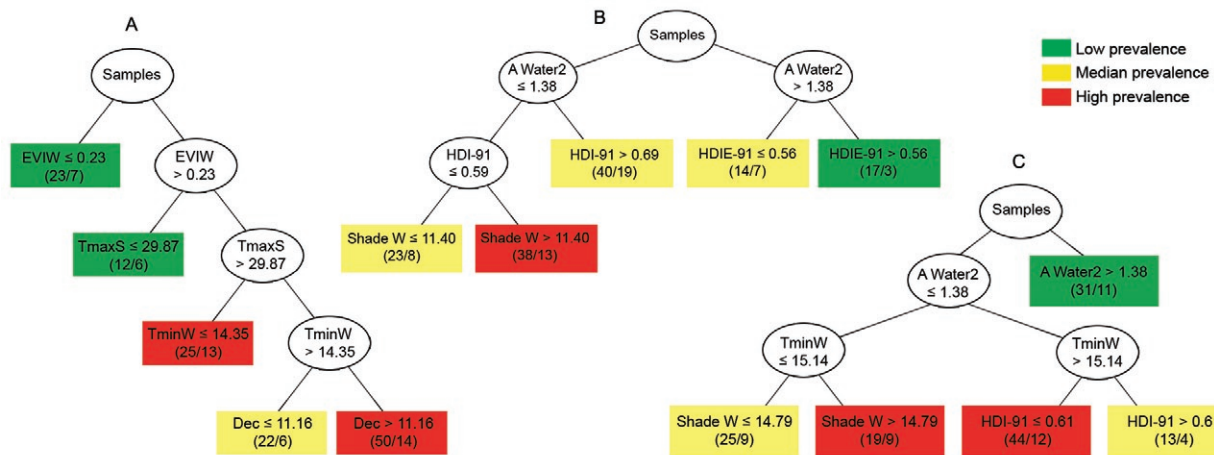 A
Samples
EVIW ≤ 0.23
(23/7)
EVIW
> 0.23
TmaxS ≤ 29.87
(12/6)
TmaxS
> 29.87
TminW ≤ 14.35
(25/13)
TminW
> 14.35
Dec ≤ 11.16
(22/6)
Dec > 11.16
(50/14)
B
Samples
A Water2
≤ 1.38
A Water2
> 1.38
HDI-91
≤ 0.59
HDI-91 > 0.69
(40/19)
HDIE-91 ≤ 0.56
(14/7)
HDIE-91 > 0.56
(17/3)
Shade W ≤ 11.40
(23/8)
Shade W > 11.40
(38/13)
Low prevalence
Median prevalence
High prevalence
C
Samples
A Water2
≤ 1.38
A Water2 > 1.38
(31/11)
TminW
≤ 15.14
TminW
> 15.14
Shade W ≤ 14.79
(25/9)
Shade W > 14.79
(19/9)
HDI-91 ≤ 0.61
(44/12)
HDI-91 > 0.6
(13/4)